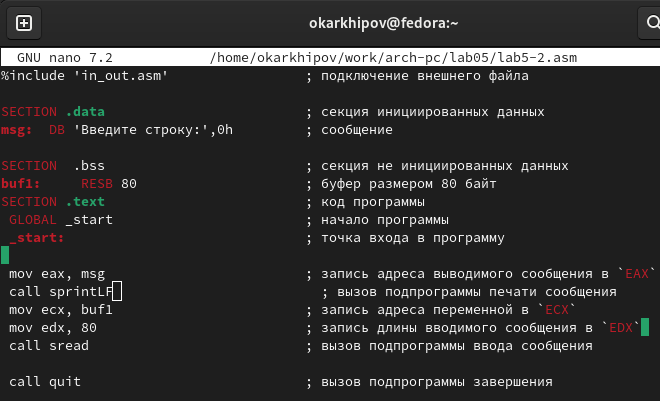 okarkhipov@fedora:~
GNU nano 7.2 /home/okarkhipov/work/arch-pc/lab05/lab5-2.asm
%include 'in_out.asm' ; подключение внешнего файла
SECTION .data ; секция инициированных данных
msg: DB 'Введите строку:',0h ; сообщение
SECTION .bss ; секция не инициированных данных
buf1: RESB 80 ; буфер размером 80 байт
SECTION .text ; код программы
GLOBAL _start ; начало программы
_start: ; точка входа в программу
mov eax, msg ; запись адреса выводимого сообщения в `EAX`
call sprintLF ; вызов подпрограммы печати сообщения
mov ecx, buf1 ; запись адреса переменной в `ECX`
mov edx, 80 ; запись длины вводимого сообщения в `EDX`
call sread ; вызов подпрограммы ввода сообщения
call quit ; вызов подпрограммы завершения